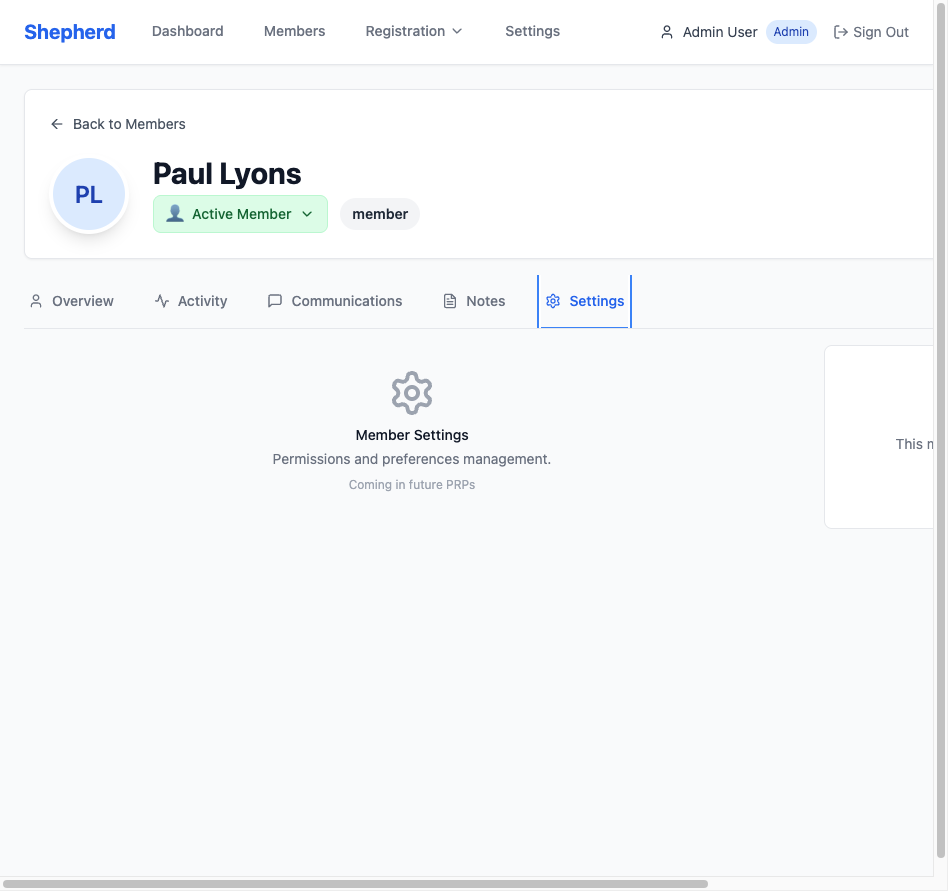 Shepherd Dashboard Members Registration Settings Admin User Admin Sign Out
Back to Members
PL
Paul Lyons
Active Member member
Overview Activity Communications Notes Settings
Member Settings
Permissions and preferences management.
Coming in future PRPs
This